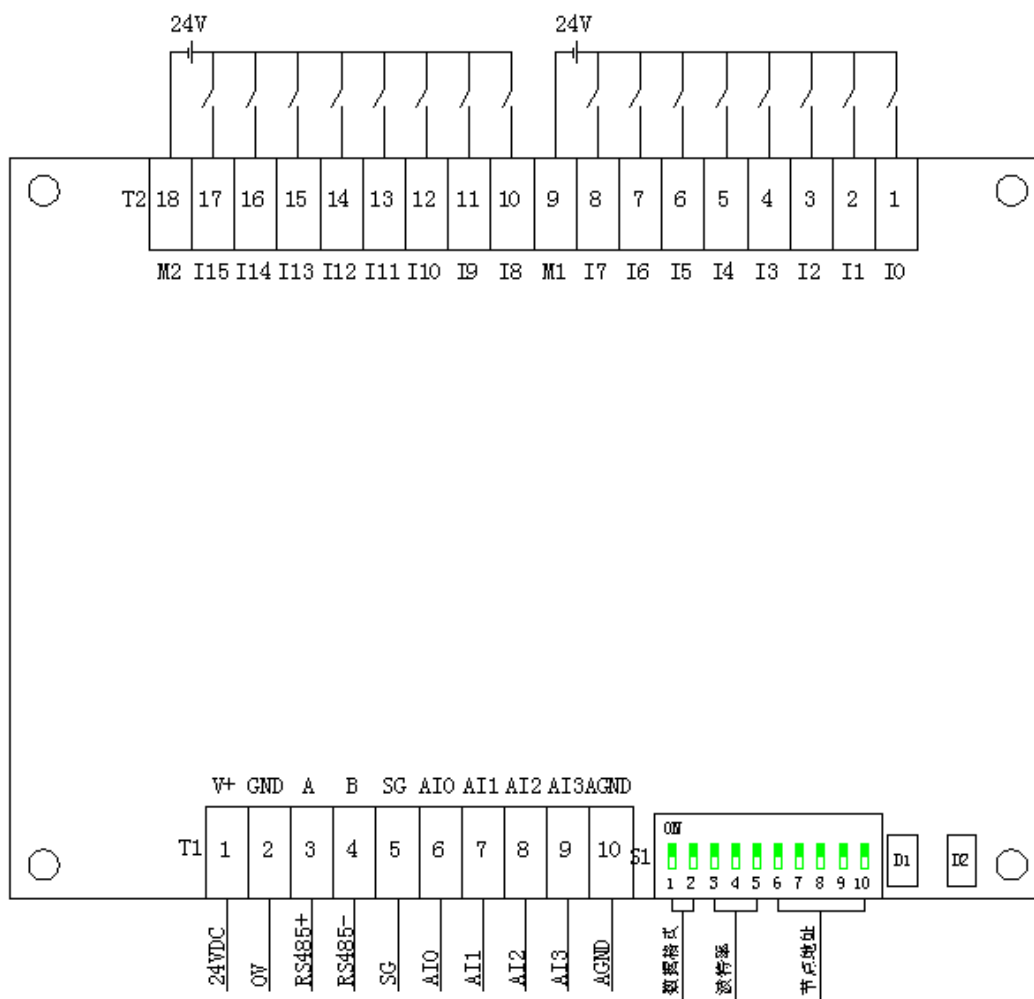 24V 24V
T2 18 17 16 15 14 13 12 11 10 9 8 7 6 5 4 3 2 1
M2 I15 I14 I13 I12 I11 I10 I9 I8 M1 I7 I6 I5 I4 I3 I2 I1 I0
V+ GND A B SG AI0 AI1 AI2 AI3 AGND
T1 1 2 3 4 5 6 7 8 9 10
S1
ON
1 2 3 4 5 6 7 8 9 10
D1 D2
24VDC
0V
RS485+
RS485-
SG
AI0
AI1
AI2
AI3
AGND
数据格式
波特率
节点地址